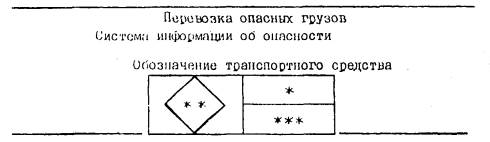 Перевозка опасных грузов
Система информации об опасности
Обозначение транспортного средства
* *
*
***